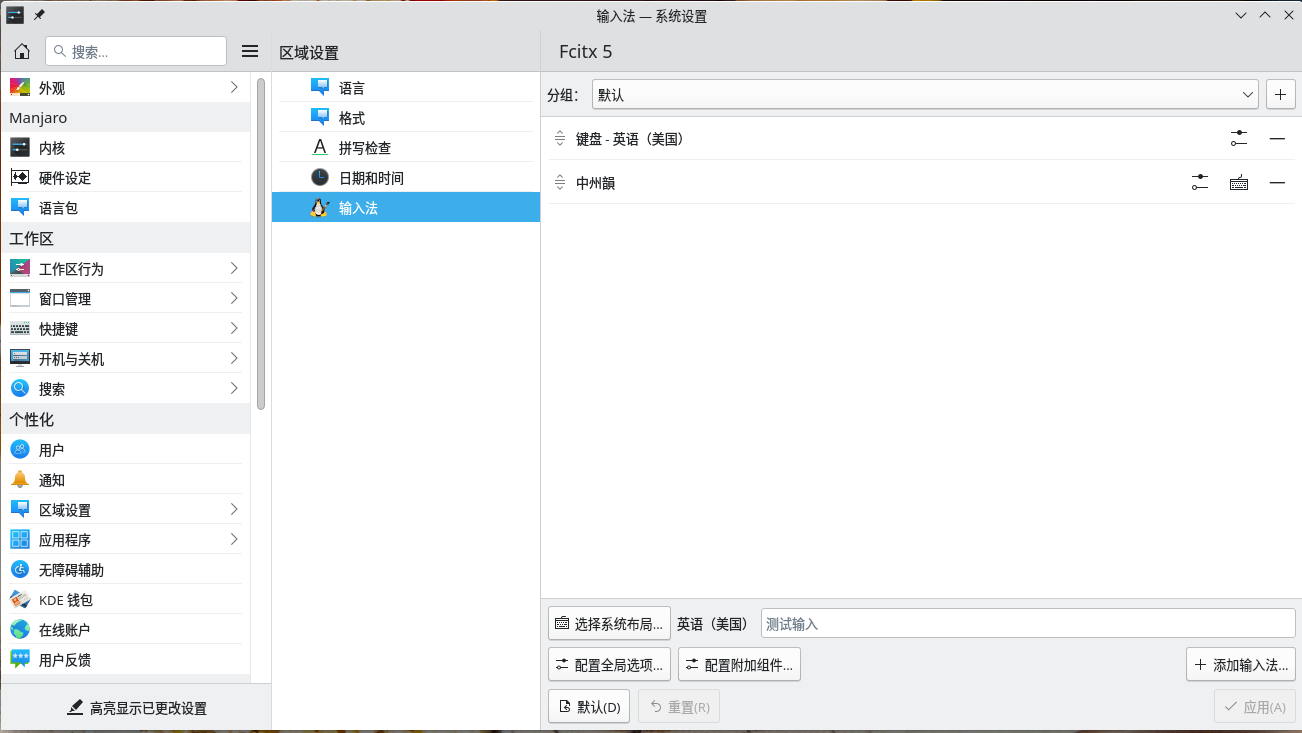 输入法 — 系统设置
搜索...
外观
Manjaro
内核
硬件设定
语言包
工作区
工作区行为
窗口管理
快捷键
开机与关机
搜索
个性化
用户
通知
区域设置
应用程序
无障碍辅助
KDE 钱包
在线账户
用户反馈
高亮显示已更改设置
区域设置
语言
格式
拼写检查
日期和时间
输入法
Fcitx 5
分组： 默认
键盘 - 英语（美国）
中州韻
选择系统布局... 英语（美国） 测试输入
配置全局选项... 配置附加组件... 添加输入法...
默认(D) 重置(R) 应用(A)